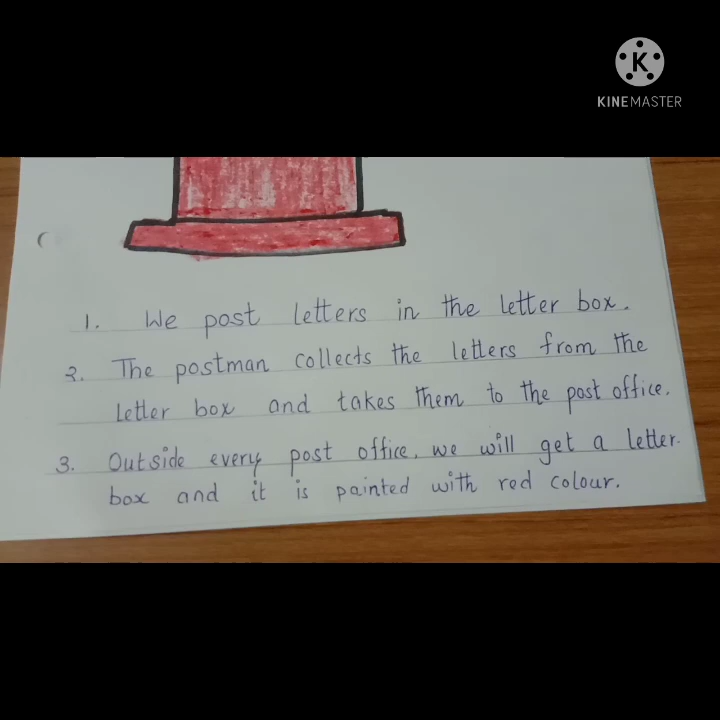 K
KINEMASTER
1. We post letters in the letter box.
2. The postman collects the letters from the
letter box and takes them to the post office.
3. Outside every post office, we will get a letter.
box and it is painted with red colour.